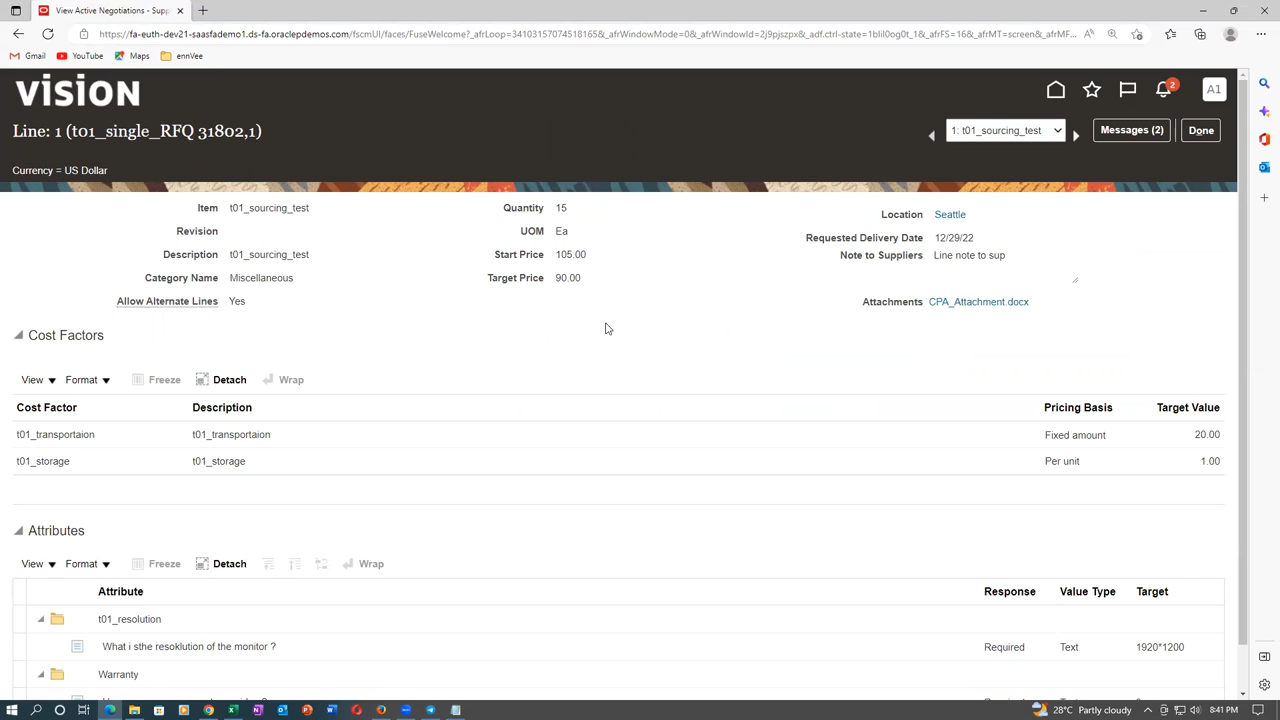 View Active Negotiations - Supp
https://fa-euth-dev21-saasfademo1.ds-fa.oraclepdemos.com/fscmUI/faces/FuseWelcome?_afrLoop=34103157074518165&_afrWindowMode=0&_afrWindowId=2j9pjszpx&_adf.ctrl-state=1blil0og0t_1&_afrFS=16&_afrMT=screen&_afrMF...
Gmail YouTube Maps ennVee
vision
2 A1
Line: 1 (t01_single_RFQ 31802,1)
1: t01_sourcing_test Messages (2) Done
Currency = US Dollar
Item t01_sourcing_test Quantity 15
Location Seattle
Revision UOM Ea
Requested Delivery Date 12/29/22
Description t01_sourcing_test Start Price 105.00
Note to Suppliers Line note to sup
Category Name Miscellaneous Target Price 90.00
Allow Alternate Lines Yes Attachments CPA_Attachment.docx
Cost Factors
View Format Freeze Detach Wrap
Cost Factor Description Pricing Basis Target Value
t01_transportaion t01_transportaion Fixed amount 20.00
t01_storage t01_storage Per unit 1.00
Attributes
View Format Freeze Detach Wrap
Attribute Response Value Type Target
t01_resolution
What i sthe resoklution of the monitor ? Required Text 1920*1200
Warranty
28°C Partly cloudy 8:41 PM